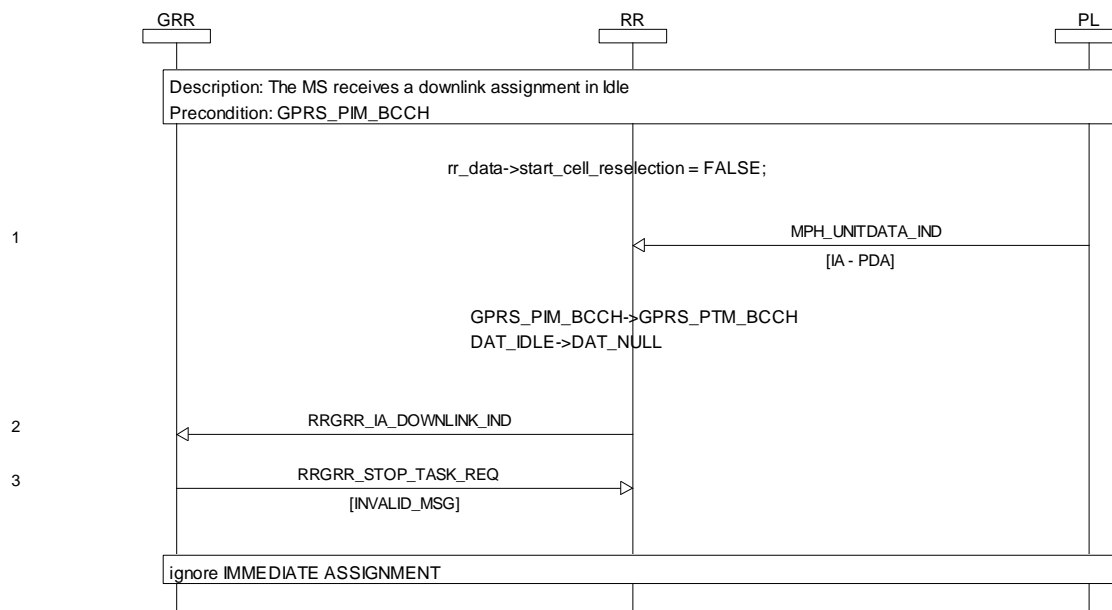 GRR RR PL
Description: The MS receives a downlink assignment in Idle
Precondition: GPRS_PIM_BCCH
rr_data->start_cell_reselection = FALSE;
1 MPH_UNITDATA_IND
[IA - PDA]
GPRS_PIM_BCCH->GPRS_PTM_BCCH
DAT_IDLE->DAT_NULL
2 RRGRR_IA_DOWNLINK_IND
3 RRGRR_STOP_TASK_REQ
[INVALID_MSG]
ignore IMMEDIATE ASSIGNMENT